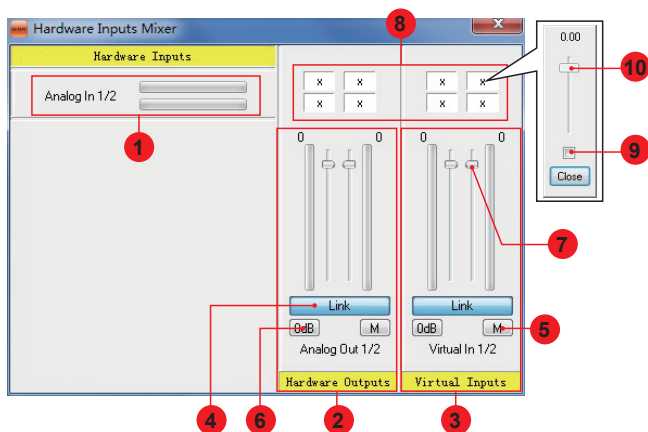 Hardware Inputs Mixer
8
0.00
Hardware Inputs
x x x x
10
Analog In 1/2
x x x x
1
0 0 0 0
9
Close
7
Link Link
0dB M 0dB M
5
Analog Out 1/2 Virtual In 1/2
Hardware Outputs Virtual Inputs
4 6 2 3